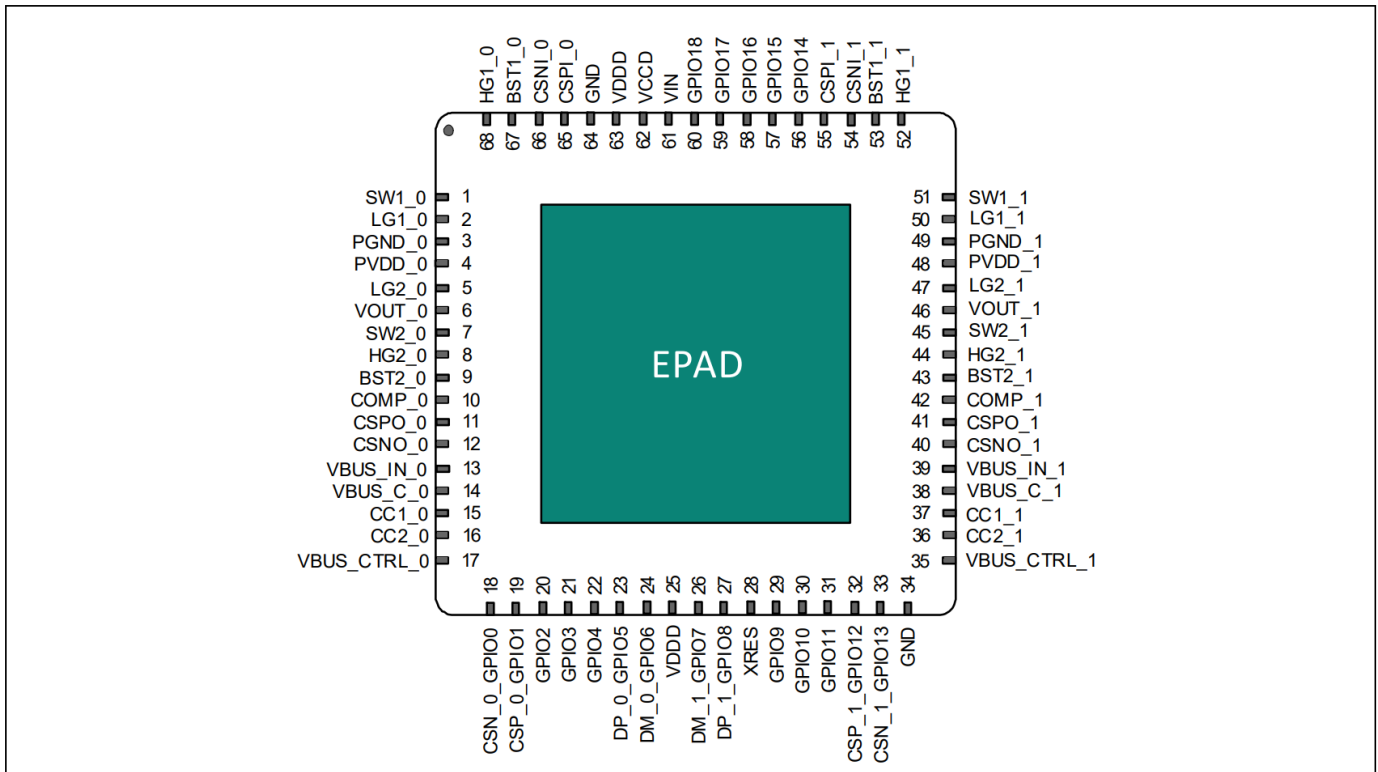 HG1_0
BST1_0
CSNI_0
CSPI_0
GND
VDDD
VCCD
VIN
GPIO18
GPIO17
GPIO16
GPIO15
GPIO14
CSPI_1
CSNI_1
BST1_1
HG1_1
68
67
66
65
64
63
62
61
60
59
58
57
56
55
54
53
52
SW1_0 1
LG1_0 2
PGND_0 3
PVDD_0 4
LG2_0 5
VOUT_0 6
SW2_0 7
HG2_0 8
BST2_0 9
COMP_0 10
CSPO_0 11
CSNO_0 12
VBUS_IN_0 13
VBUS_C_0 14
CC1_0 15
CC2_0 16
VBUS_CTRL_0 17
EPAD
51 SW1_1
50 LG1_1
49 PGND_1
48 PVDD_1
47 LG2_1
46 VOUT_1
45 SW2_1
44 HG2_1
43 BST2_1
42 COMP_1
41 CSPO_1
40 CSNO_1
39 VBUS_IN_1
38 VBUS_C_1
37 CC1_1
36 CC2_1
35 VBUS_CTRL_1
18
19
20
21
22
23
24
25
26
27
28
29
30
31
32
33
34
CSN_0_GPIO0
CSP_0_GPIO1
GPIO2
GPIO3
GPIO4
DP_0_GPIO5
DM_0_GPIO6
VDDD
DM_1_GPIO7
DP_1_GPIO8
XRES
GPIO9
GPIO10
GPIO11
CSP_1_GPIO12
CSN_1_GPIO13
GND